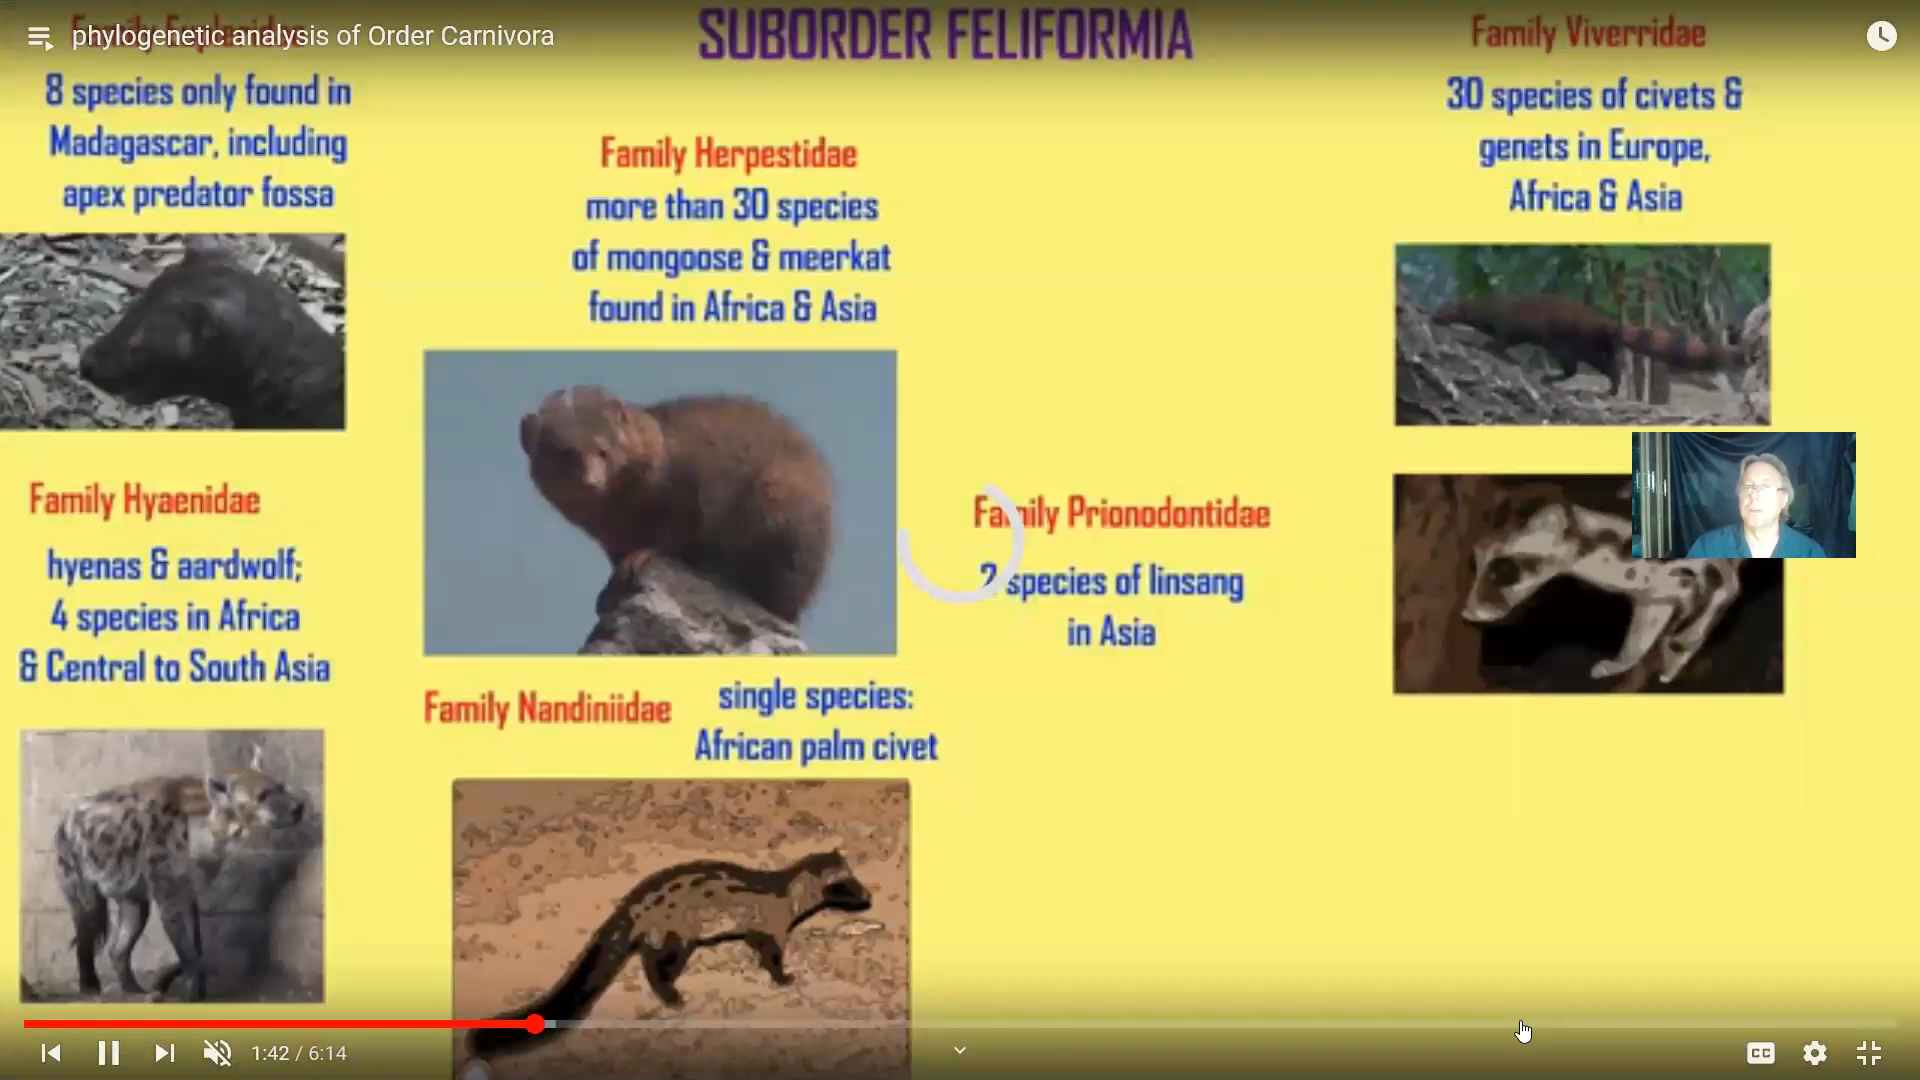 phylogenetic analysis of Order Carnivora
SUBORDER FELIFORMIA
8 species only found in
Madagascar, including
apex predator fossa
Family Hyaenidae
hyenas & aardwolf;
4 species in Africa
& Central to South Asia
Family Herpestidae
more than 30 species
of mongoose & meerkat
found in Africa & Asia
Family Nandiniidae
single species:
African palm civet
Family Prionodontidae
2 species of linsang
in Asia
Family Viverridae
30 species of civets &
genets in Europe,
Africa & Asia
1:42 / 6:14
CC